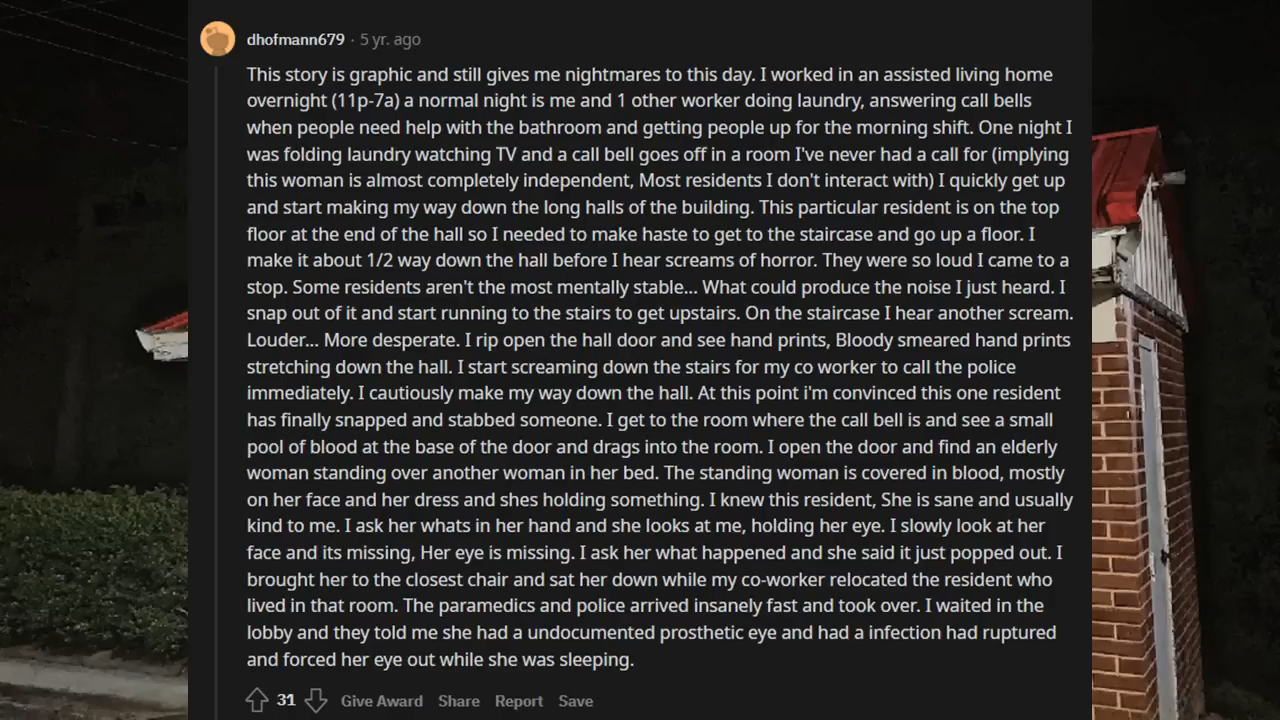 dhofmann679 · 5 yr. ago
This story is graphic and still gives me nightmares to this day. I worked in an assisted living home
overnight (11p-7a) a normal night is me and 1 other worker doing laundry, answering call bells
when people need help with the bathroom and getting people up for the morning shift. One night I
was folding laundry watching TV and a call bell goes off in a room I've never had a call for (implying
this woman is almost completely independent, Most residents I don't interact with) I quickly get up
and start making my way down the long halls of the building. This particular resident is on the top
floor at the end of the hall so I needed to make haste to get to the staircase and go up a floor. I
make it about 1/2 way down the hall before I hear screams of horror. They were so loud I came to a
stop. Some residents aren't the most mentally stable... What could produce the noise I just heard. I
snap out of it and start running to the stairs to get upstairs. On the staircase I hear another scream.
Louder... More desperate. I rip open the hall door and see hand prints, Bloody smeared hand prints
stretching down the hall. I start screaming down the stairs for my co worker to call the police
immediately. I cautiously make my way down the hall. At this point i'm convinced this one resident
has finally snapped and stabbed someone. I get to the room where the call bell is and see a small
pool of blood at the base of the door and drags into the room. I open the door and find an elderly
woman standing over another woman in her bed. The standing woman is covered in blood, mostly
on her face and her dress and shes holding something. I knew this resident, She is sane and usually
kind to me. I ask her whats in her hand and she looks at me, holding her eye. I slowly look at her
face and its missing, Her eye is missing. I ask her what happened and she said it just popped out. I
brought her to the closest chair and sat her down while my co-worker relocated the resident who
lived in that room. The paramedics and police arrived insanely fast and took over. I waited in the
lobby and they told me she had a undocumented prosthetic eye and had a infection had ruptured
and forced her eye out while she was sleeping.
31 Give Award Share Report Save